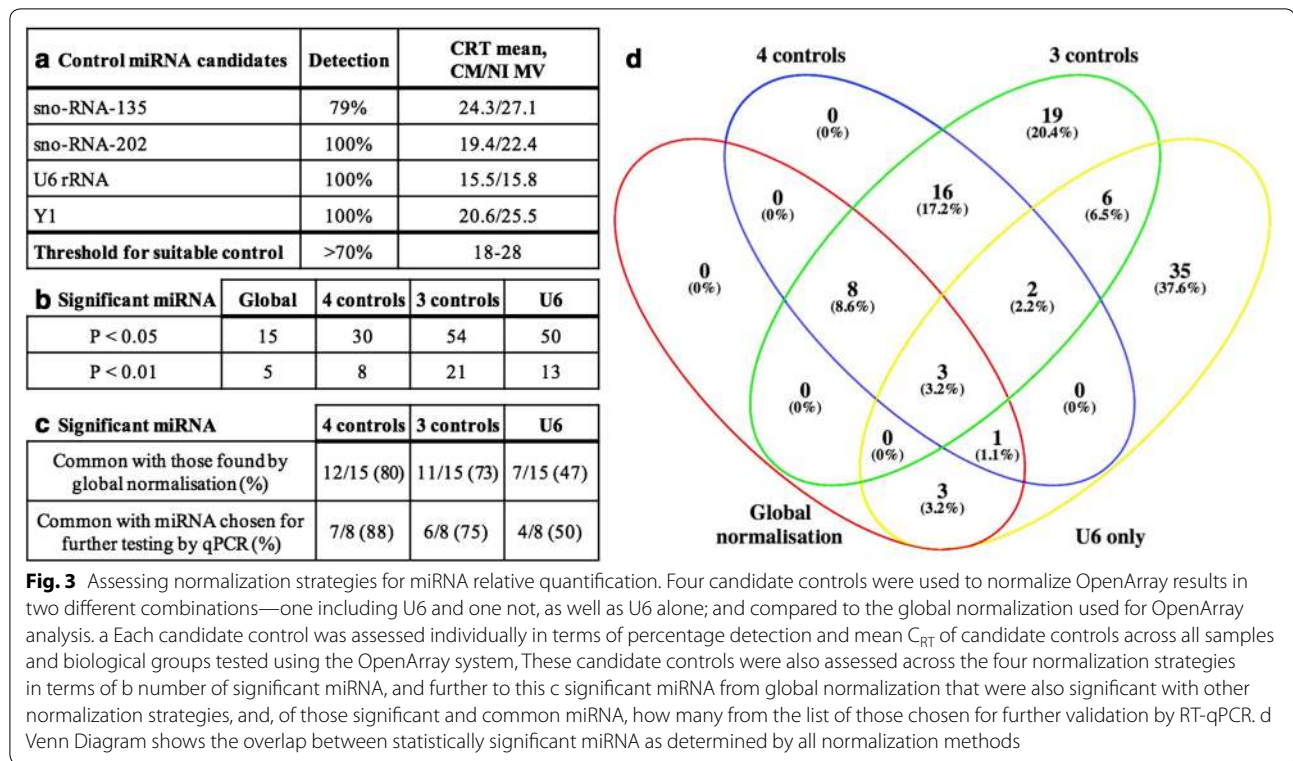 a Control miRNA candidates Detection CRT mean, CM/NI MV
sno-RNA-135 79% 24.3/27.1
sno-RNA-202 100% 19.4/22.4
U6 rRNA 100% 15.5/15.8
Y1 100% 20.6/25.5
Threshold for suitable control >70% 18-28
b Significant miRNA Global 4 controls 3 controls U6
P < 0.05 15 30 54 50
P < 0.01 5 8 21 13
c Significant miRNA 4 controls 3 controls U6
Common with those found by
global normalisation (%) 12/15 (80) 11/15 (73) 7/15 (47)
Common with miRNA chosen for
further testing by qPCR (%) 7/8 (88) 6/8 (75) 4/8 (50)
d
4 controls
3 controls
0
(0%)
19
(20.4%)
0
(0%)
16
(17.2%)
6
(6.5%)
0
(0%)
8
(8.6%)
2
(2.2%)
35
(37.6%)
0
(0%)
3
(3.2%)
0
(0%)
0
(0%)
1
(1.1%)
3
(3.2%)
Global
normalisation
U6 only
Fig. 3 Assessing normalization strategies for miRNA relative quantification. Four candidate controls were used to normalize OpenArray results in
two different combinations—one including U6 and one not, as well as U6 alone; and compared to the global normalization used for OpenArray
analysis. a Each candidate control was assessed individually in terms of percentage detection and mean CRT of candidate controls across all samples
and biological groups tested using the OpenArray system, These candidate controls were also assessed across the four normalization strategies
in terms of b number of significant miRNA, and further to this c significant miRNA from global normalization that were also significant with other
normalization strategies, and, of those significant and common miRNA, how many from the list of those chosen for further validation by RT-qPCR. d
Venn Diagram shows the overlap between statistically significant miRNA as determined by all normalization methods